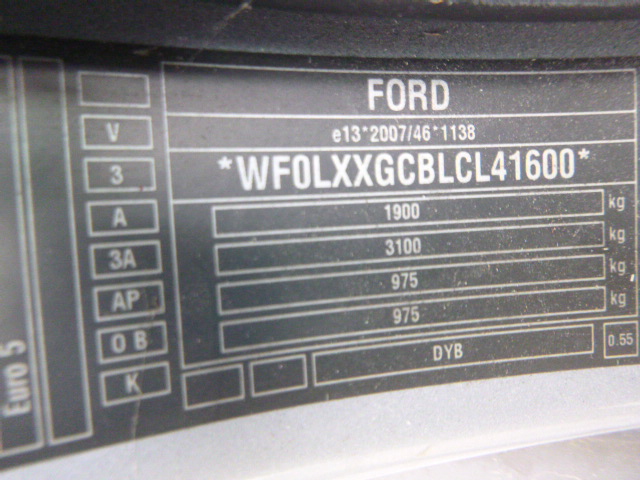 FORD
V
e13*2007/46*1138
3
*WF0LXXGCBLCL41600*
A
1900 kg
3A
3100 kg
AP
975 kg
0 B
975 kg
K
DYB
0.55
Euro 5